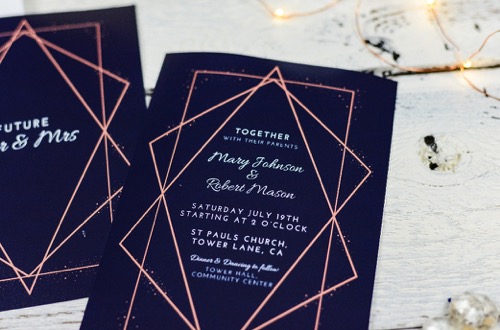 FUTURE
& Mrs
TOGETHER
WITH THEIR PARENTS
Mary Johnson
&
Robert Mason
SATURDAY JULY 19TH
STARTING AT 2 O'CLOCK
ST PAULS CHURCH,
TOWER LANE, CA
Dinner & Dancing to follow
TOWER HALL,
COMMUNITY CENTER